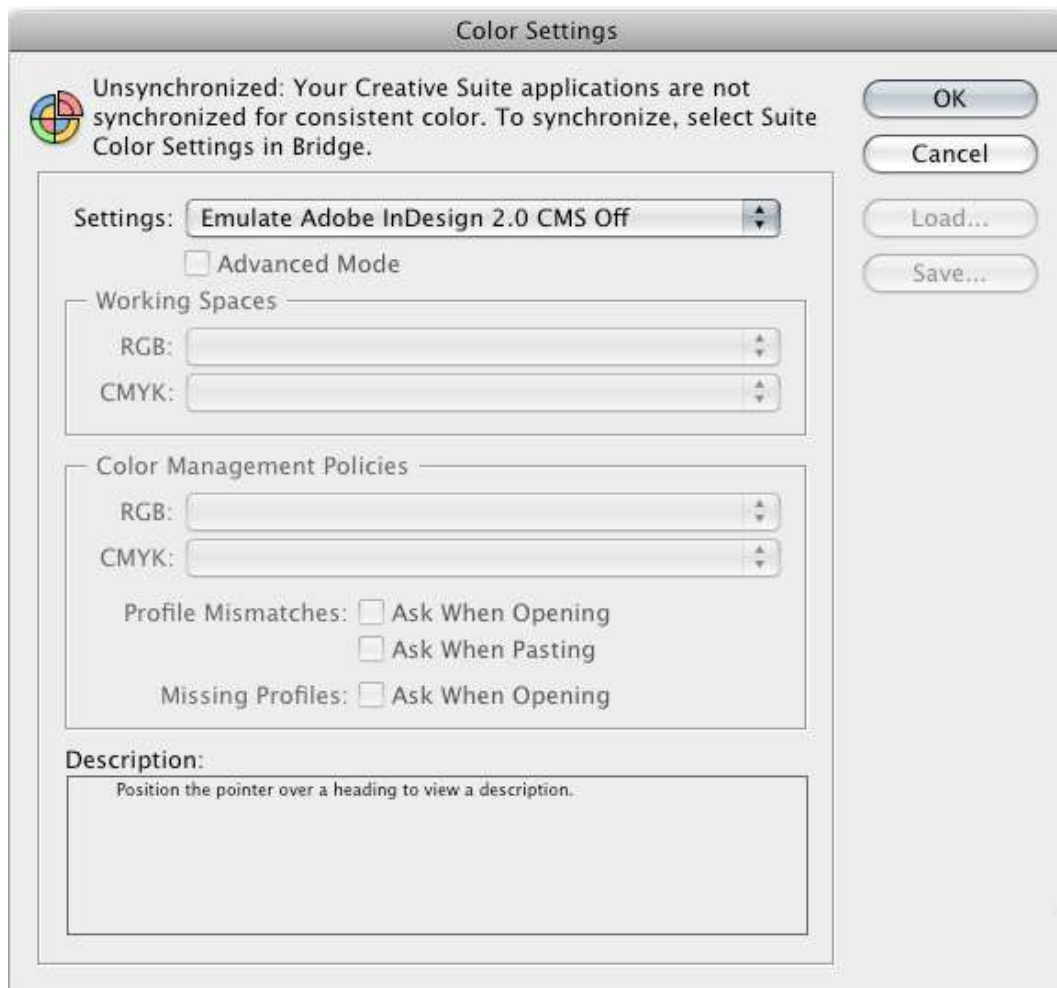 Color Settings
Unsynchronized: Your Creative Suite applications are not
synchronized for consistent color. To synchronize, select Suite
Color Settings in Bridge.
OK
Cancel
Settings: Emulate Adobe InDesign 2.0 CMS Off
Load...
Advanced Mode
Save...
Working Spaces
RGB:
CMYK:
Color Management Policies
RGB:
CMYK:
Profile Mismatches: Ask When Opening
Ask When Pasting
Missing Profiles: Ask When Opening
Description:
Position the pointer over a heading to view a description.